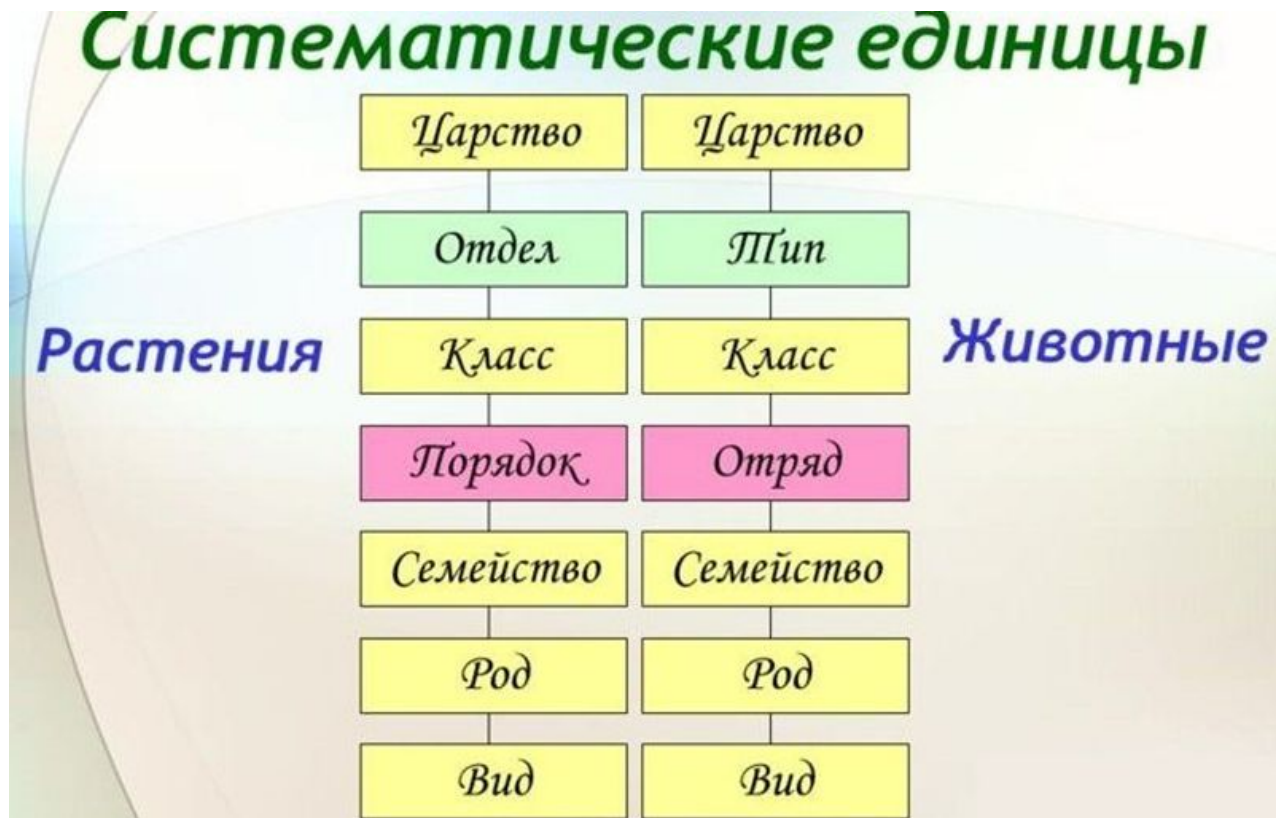 Систематические единицы
Царство Царство
Отдел Тип
Растения Класс Класс Животные
Порядок Отряд
Семейство Семейство
Род Род
Вид Вид